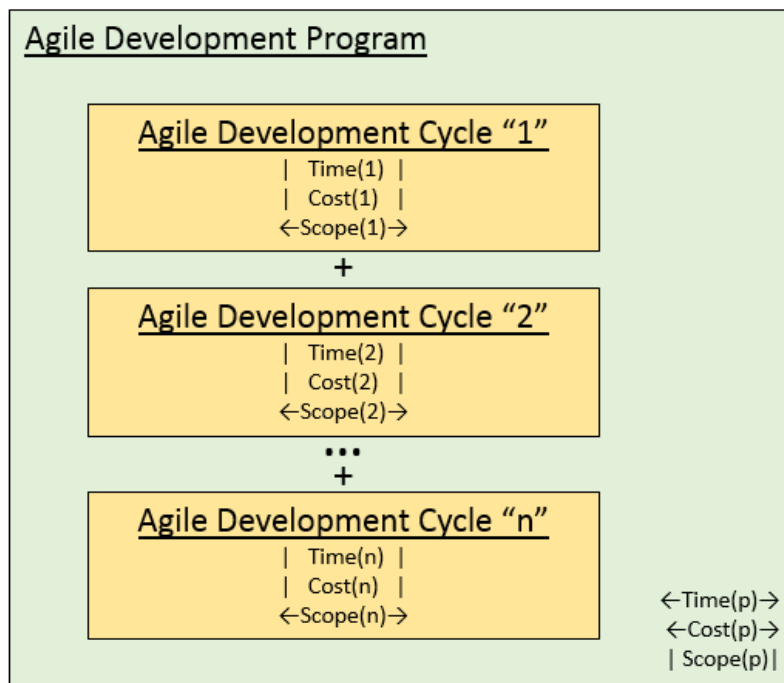 Agile Development Program
Agile Development Cycle “1”
| Time(1) |
| Cost(1) |
←Scope(1)→
+
Agile Development Cycle “2”
| Time(2) |
| Cost(2) |
←Scope(2)→
...
+
Agile Development Cycle “n”
| Time(n) |
| Cost(n) |
←Scope(n)→
←Time(p)→
←Cost(p)→
| Scope(p)|